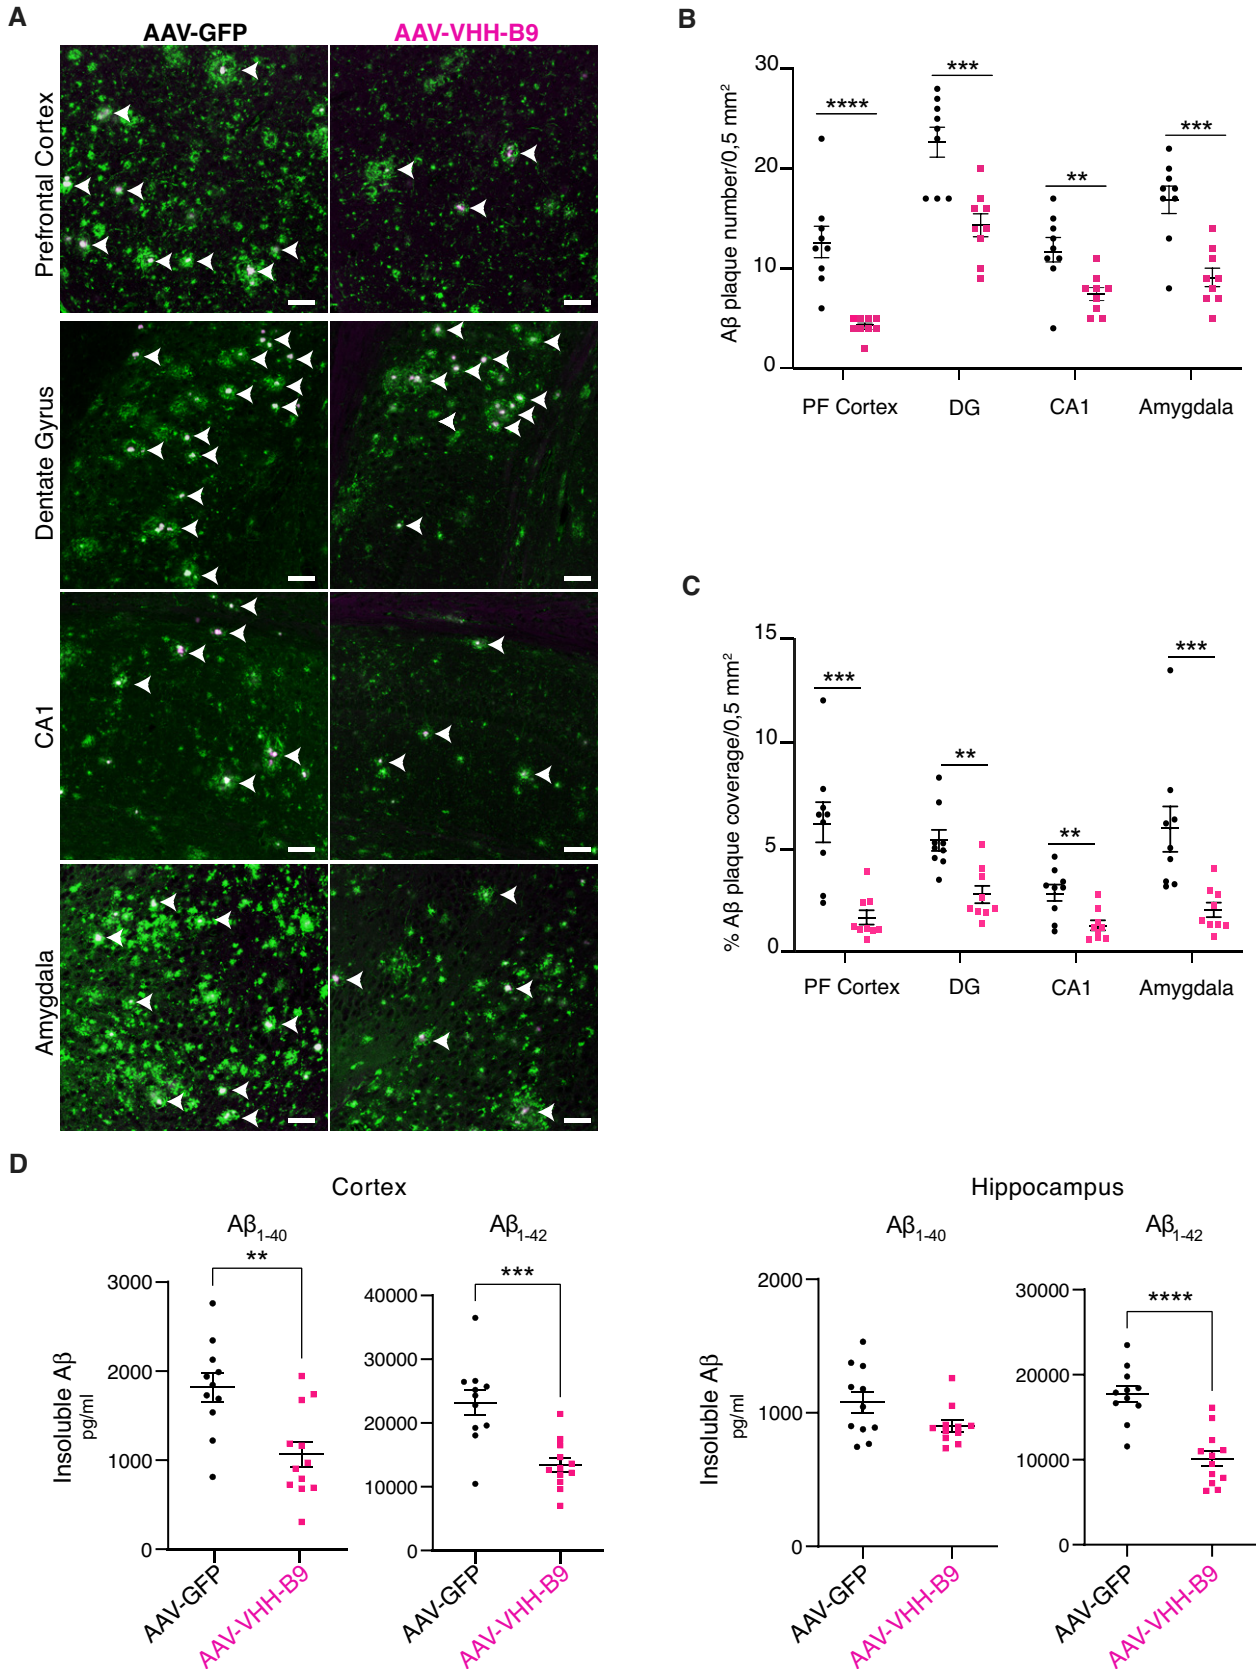 A
AAV-GFP
AAV-VHH-B9
Prefrontal Cortex
Dentate Gyrus
CA1
Amygdala
B
Aβ plaque number/0,5 mm²
30
20
10
0
****
***
**
***
PF Cortex
DG
CA1
Amygdala
C
% Aβ plaque coverage/0,5 mm²
15
10
5
0
***
**
**
***
PF Cortex
DG
CA1
Amygdala
D
Cortex
Aβ1-40
**
Insoluble Aβ
pg/ml
3000
2000
1000
0
AAV-GFP
AAV-VHH-B9
Aβ1-42
***
40000
30000
20000
10000
0
AAV-GFP
AAV-VHH-B9
Hippocampus
Aβ1-40
Insoluble Aβ
pg/ml
2000
1000
0
AAV-GFP
AAV-VHH-B9
Aβ1-42
****
30000
20000
10000
0
AAV-GFP
AAV-VHH-B9